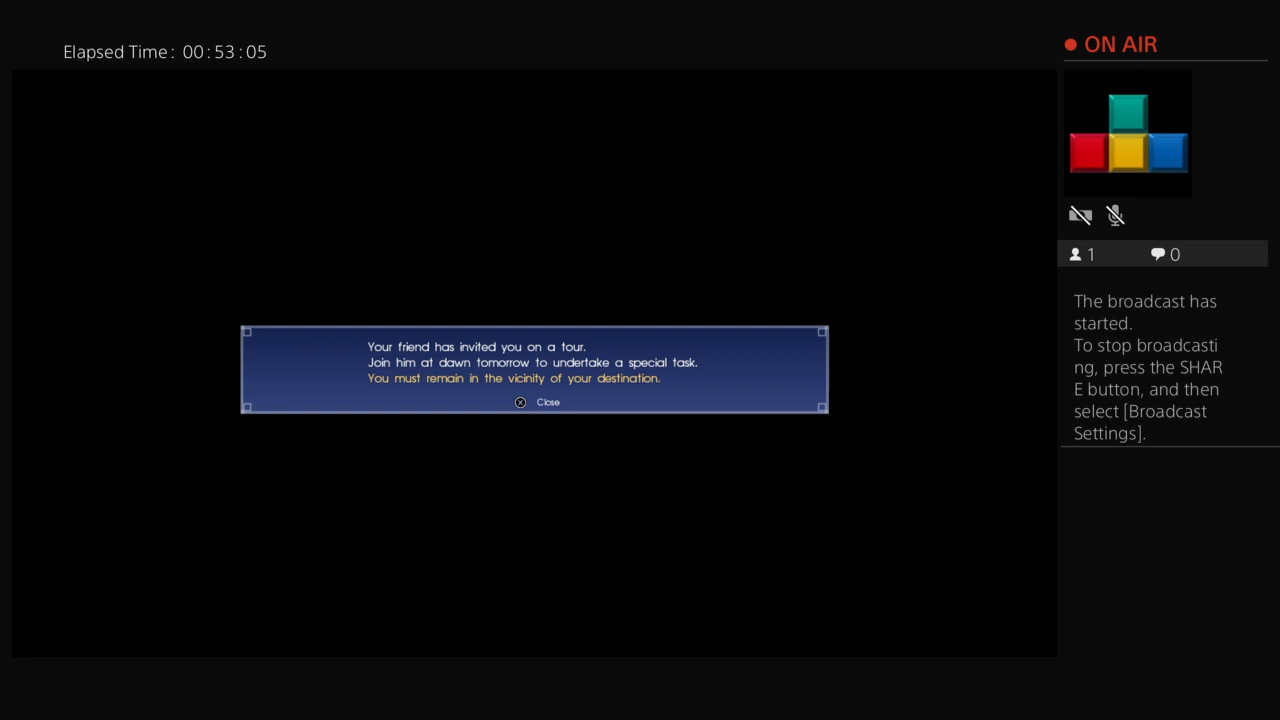 Elapsed Time: 00:53:05
ON AIR
1
0
Your friend has invited you on a tour.
Join him at dawn tomorrow to undertake a special task.
You must remain in the vicinity of your destination.
Close
The broadcast has
started.
To stop broadcasti
ng, press the SHAR
E button, and then
select [Broadcast
Settings].